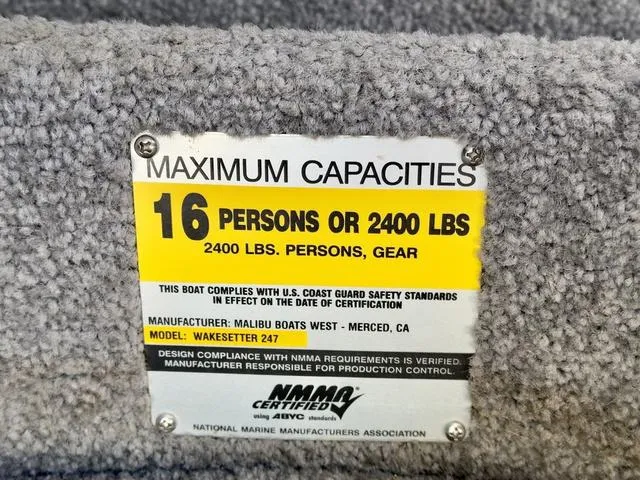 MAXIMUM CAPACITIES
16 PERSONS OR 2400 LBS
2400 LBS. PERSONS, GEAR
THIS BOAT COMPLIES WITH U.S. COAST GUARD SAFETY STANDARDS
IN EFFECT ON THE DATE OF CERTIFICATION
MANUFACTURER: MALIBU BOATS WEST - MERCED, CA
MODEL: WAKESETTER 247
DESIGN COMPLIANCE WITH NMMA REQUIREMENTS IS VERIFIED.
MANUFACTURER RESPONSIBLE FOR PRODUCTION CONTROL.
NMMA
CERTIFIED
using ABYC standards
NATIONAL MARINE MANUFACTURERS ASSOCIATION